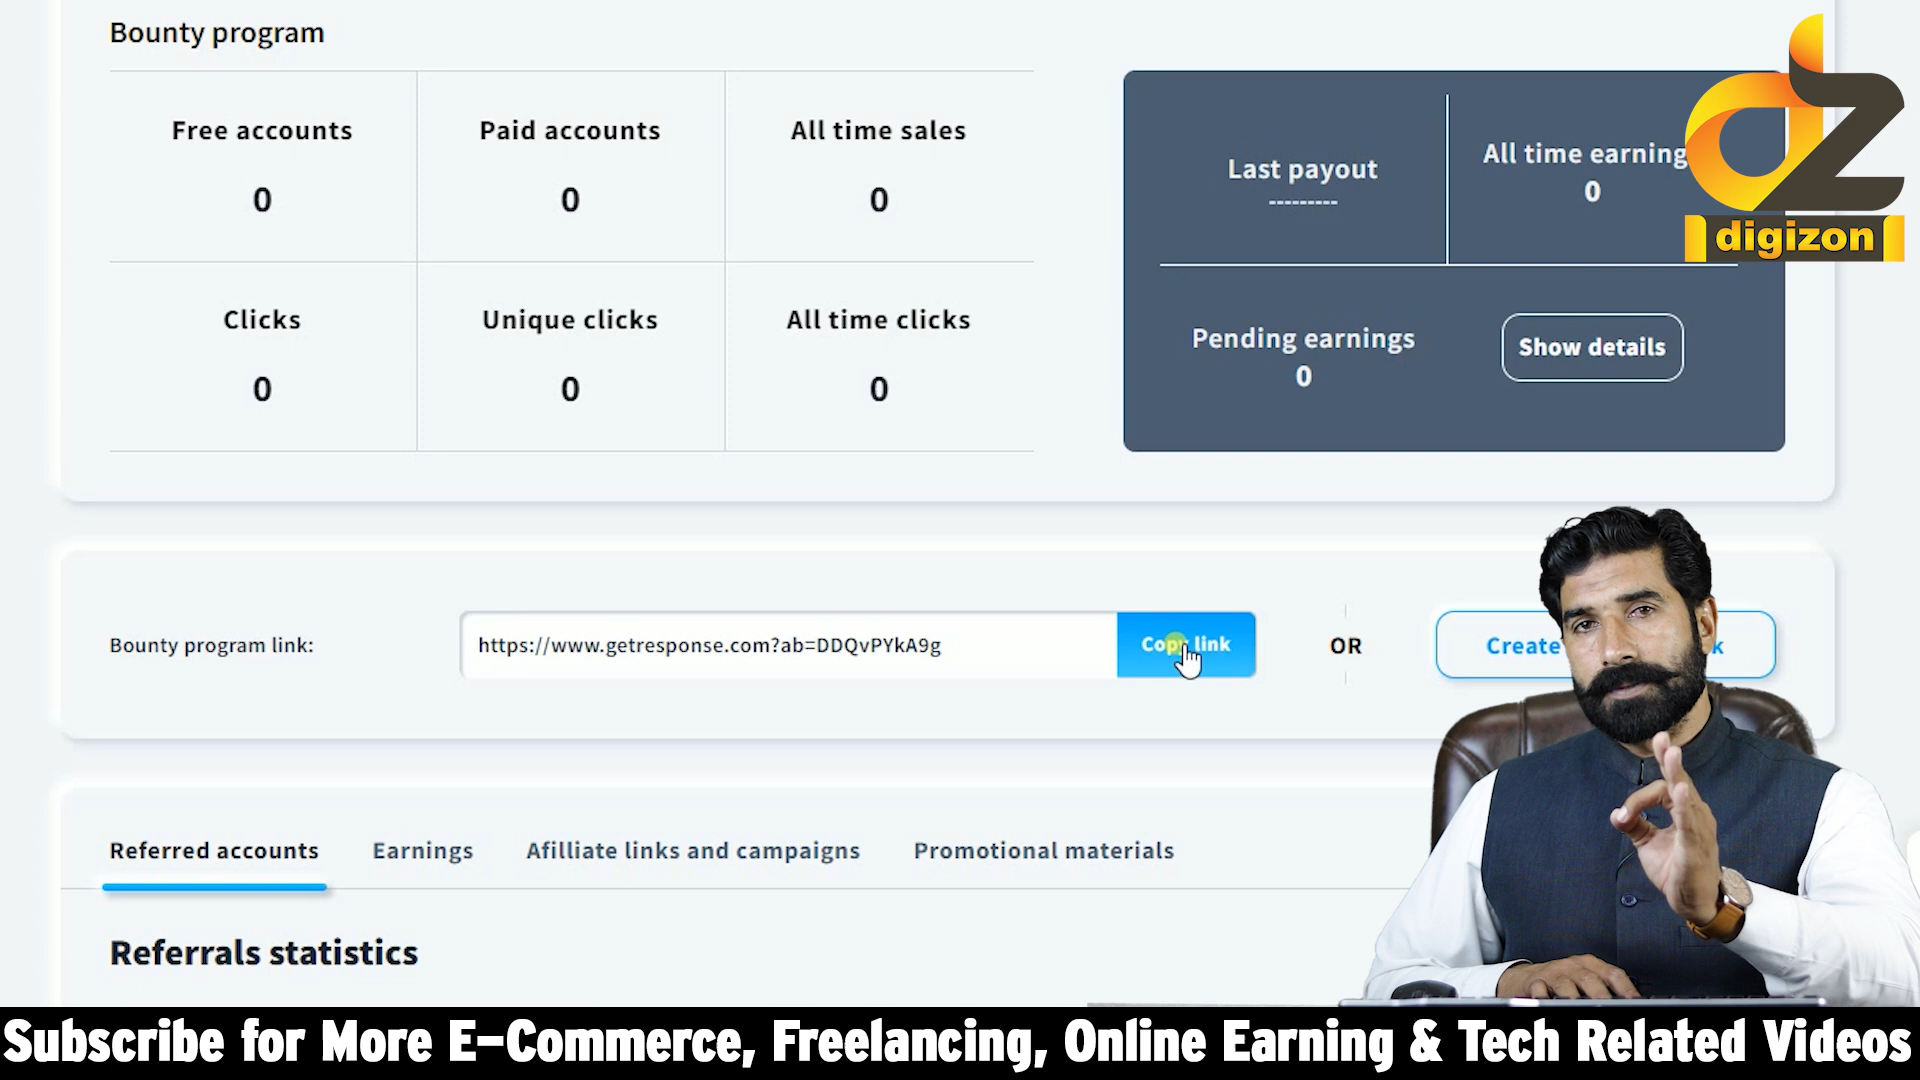 Bounty program
Free accounts
0
Paid accounts
0
All time sales
0
Clicks
0
Unique clicks
0
All time clicks
0
Last payout
---------
All time earning
0
Pending earnings
0
Show details
digizon
Bounty program link:
https://www.getresponse.com?ab=DDQvPYkA9g
Copy link
OR
Create
Referred accounts
Earnings
Afilliate links and campaigns
Promotional materials
Referrals statistics
Subscribe for More E-Commerce, Freelancing, Online Earning & Tech Related Videos